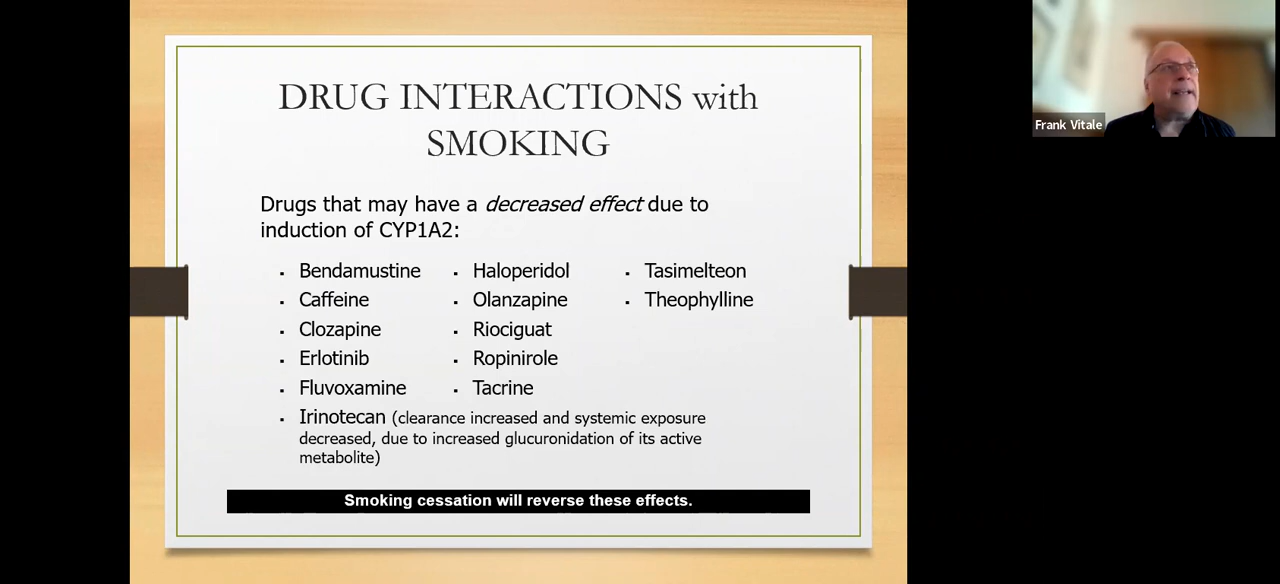 DRUG INTERACTIONS with
SMOKING
Drugs that may have a decreased effect due to
induction of CYP1A2:
Bendamustine
Caffeine
Clozapine
Erlotinib
Fluvoxamine
Irinotecan (clearance increased and systemic exposure
decreased, due to increased glucuronidation of its active
metabolite)
Haloperidol
Olanzapine
Riociguat
Ropinirole
Tacrine
Tasimelteon
Theophylline
Smoking cessation will reverse these effects.
Frank Vitale